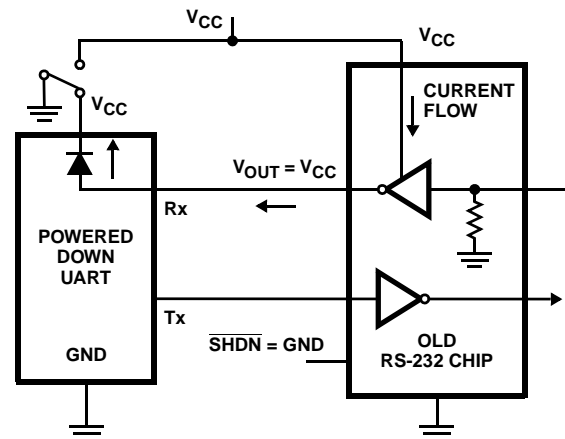 VCC
VCC
VCC
CURRENT
FLOW
VOUT = VCC
Rx
POWERED
DOWN
UART
Tx
GND
SHDN = GND
OLD
RS-232 CHIP